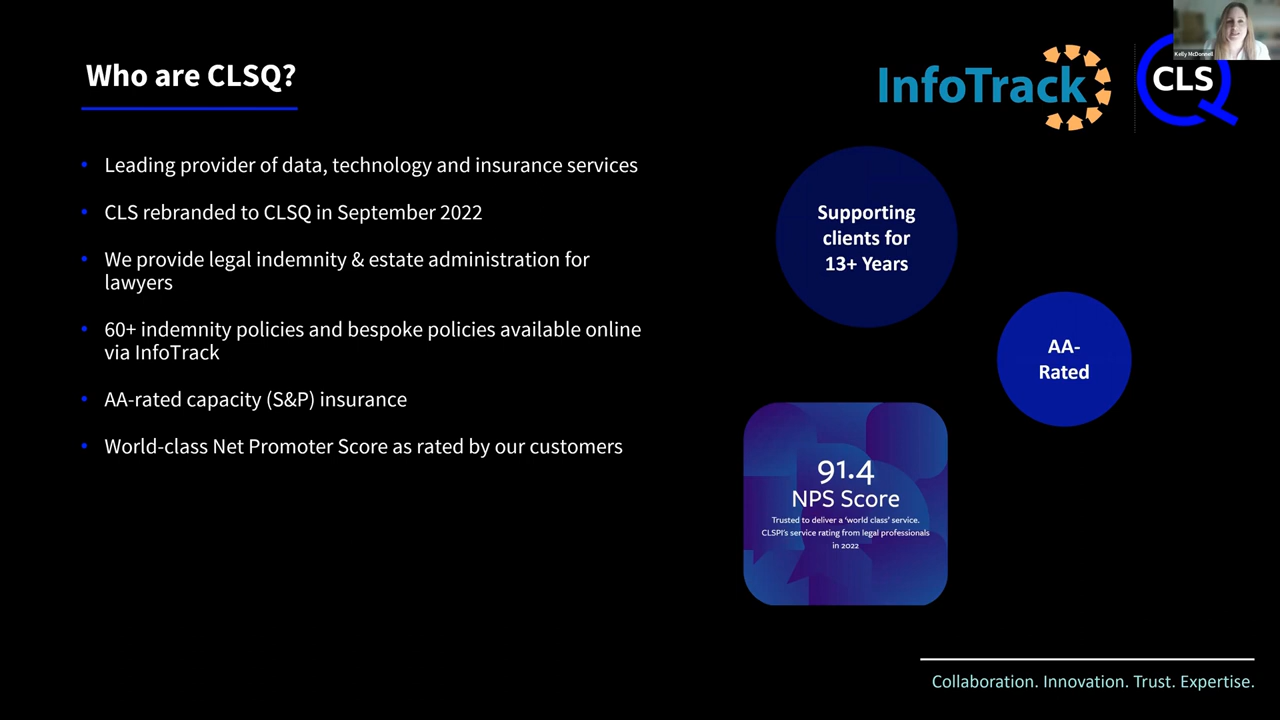 Who are CLSQ?
InfoTrack
CLS
Kelly McDonnell
• Leading provider of data, technology and insurance services
• CLS rebranded to CLSQ in September 2022
• We provide legal indemnity & estate administration for
lawyers
• 60+ indemnity policies and bespoke policies available online
via InfoTrack
• AA-rated capacity (S&P) insurance
• World-class Net Promoter Score as rated by our customers
Supporting
clients for
13+ Years
AA-
Rated
91.4
NPS Score
Trusted to deliver a ‘world class’ service.
CLSPI's service rating from legal professionals
in 2022
Collaboration. Innovation. Trust. Expertise.